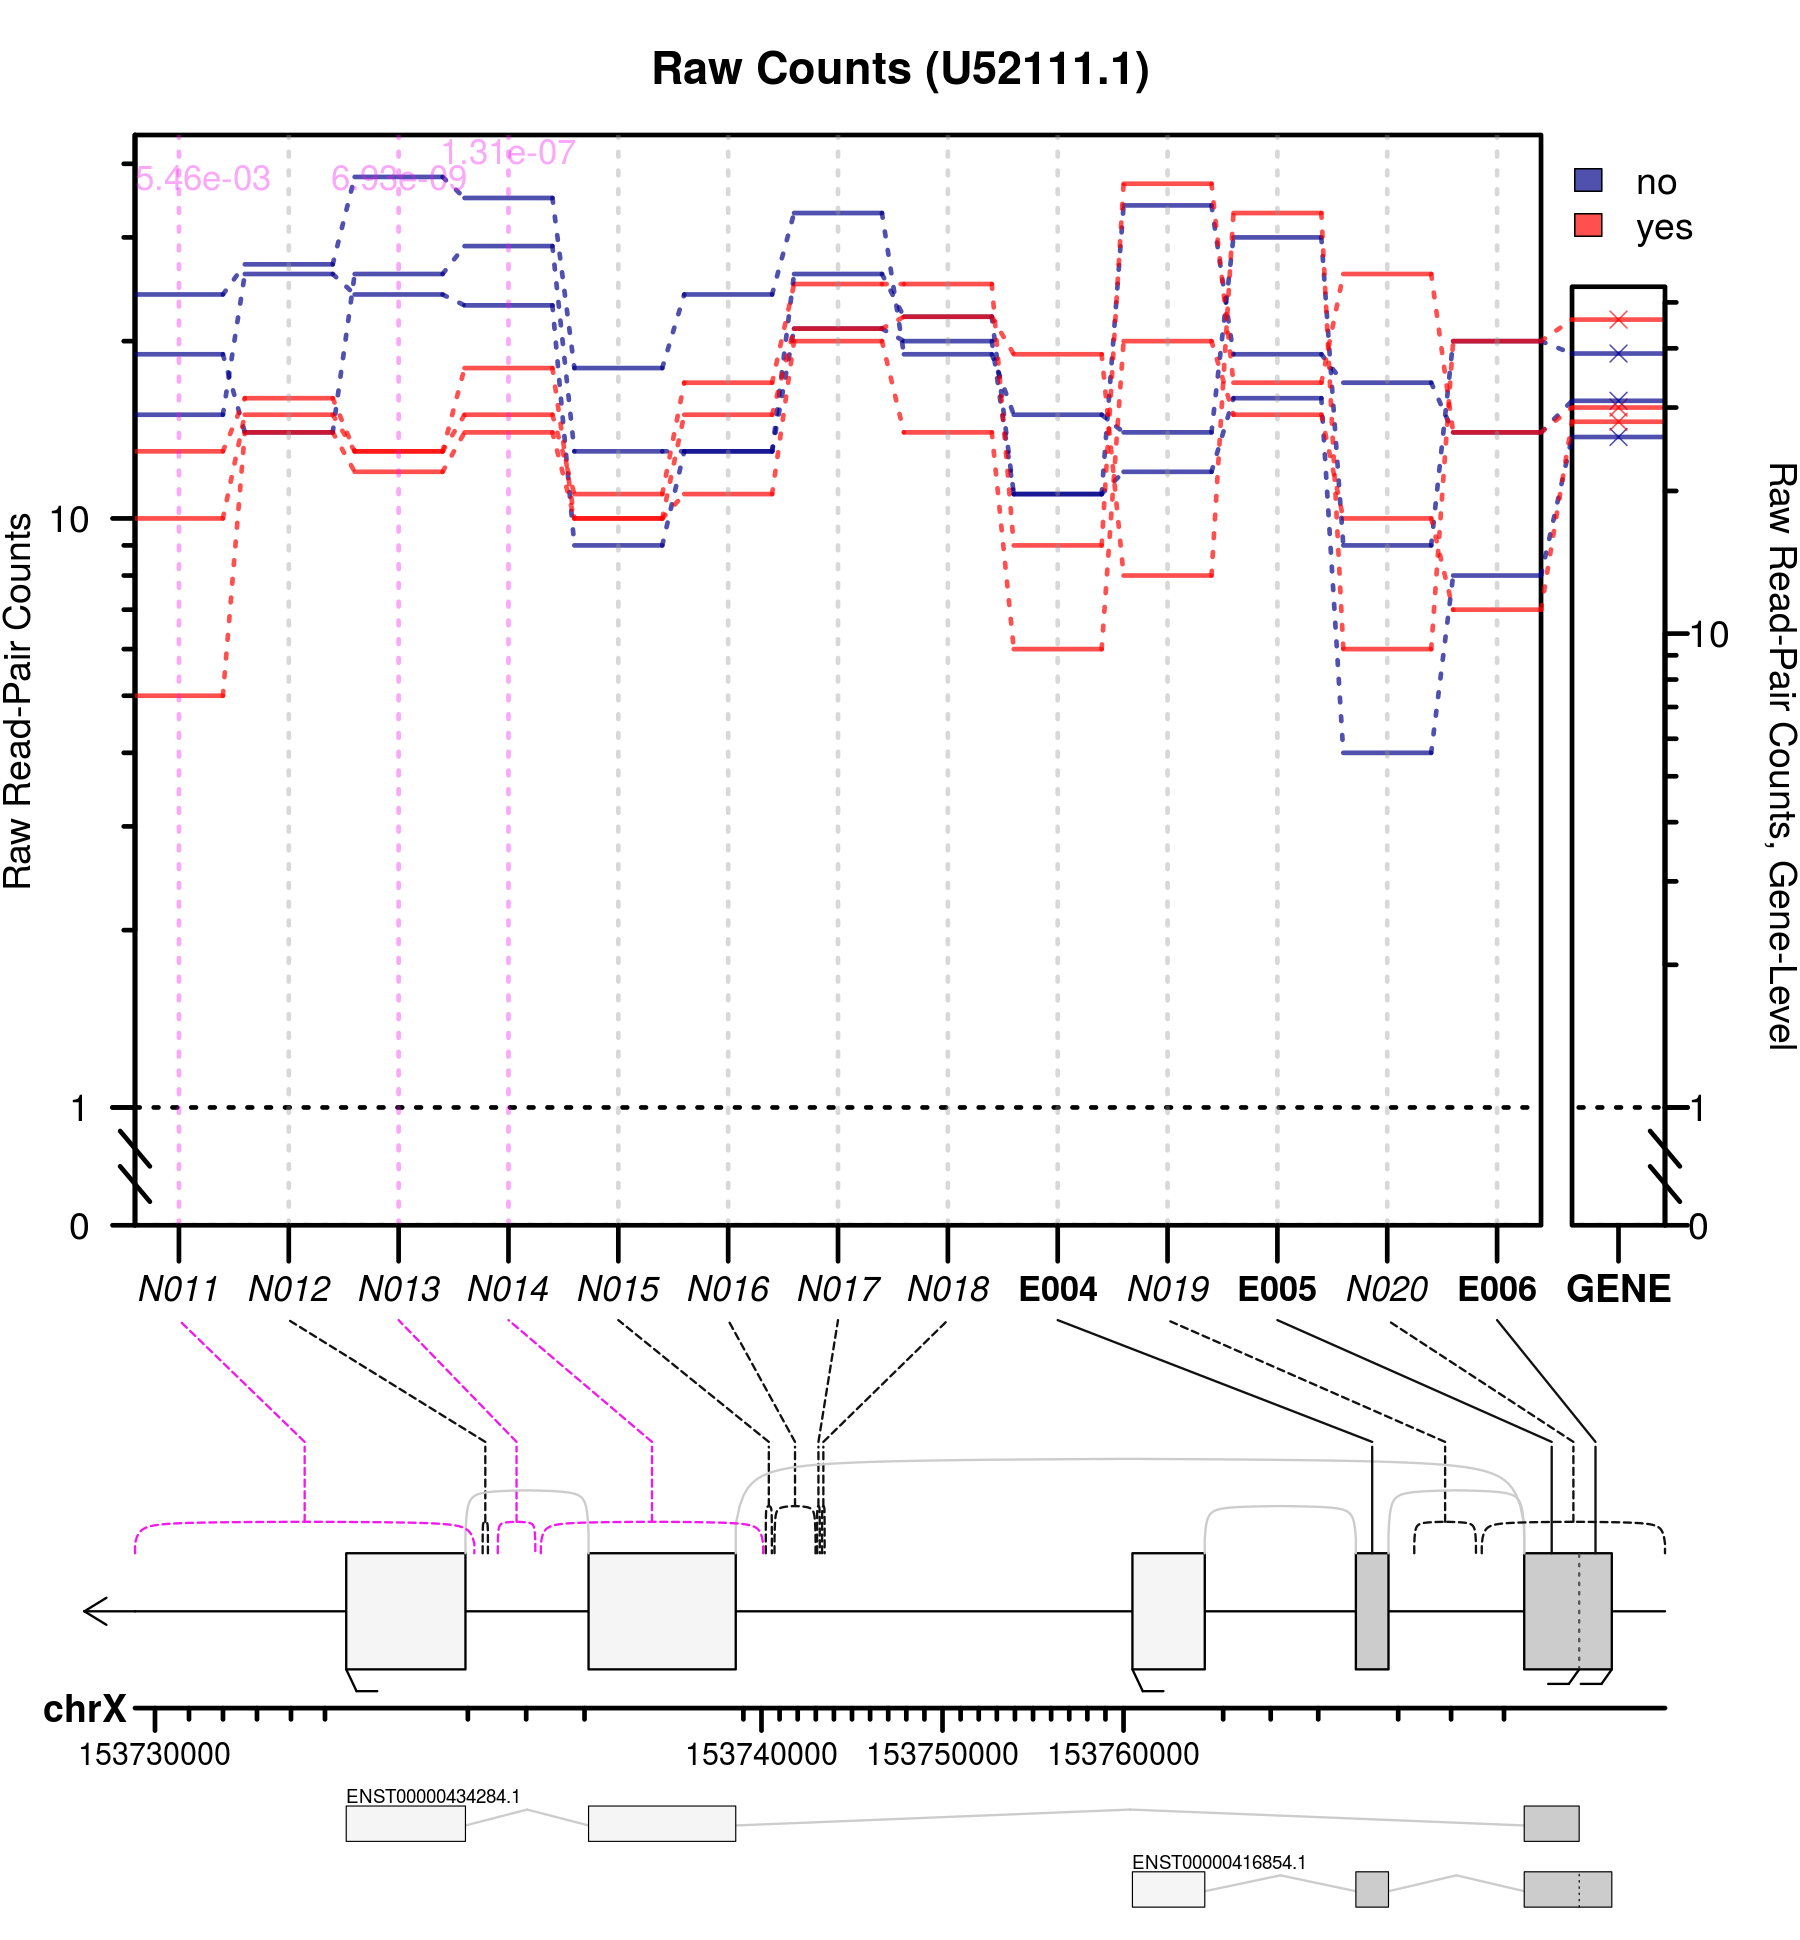 Raw Counts (U52111.1)
1.31e-07
5.46e-03 6.93e-09
no
yes
Raw Read-Pair Counts
10
1
0
Raw Read-Pair Counts, Gene-Level
10
1
0
N011 N012 N013 N014 N015 N016 N017 N018 E004 N019 E005 N020 E006 GENE
chrX
153730000 153740000 153750000 153760000
ENST00000434284.1
ENST00000416854.1